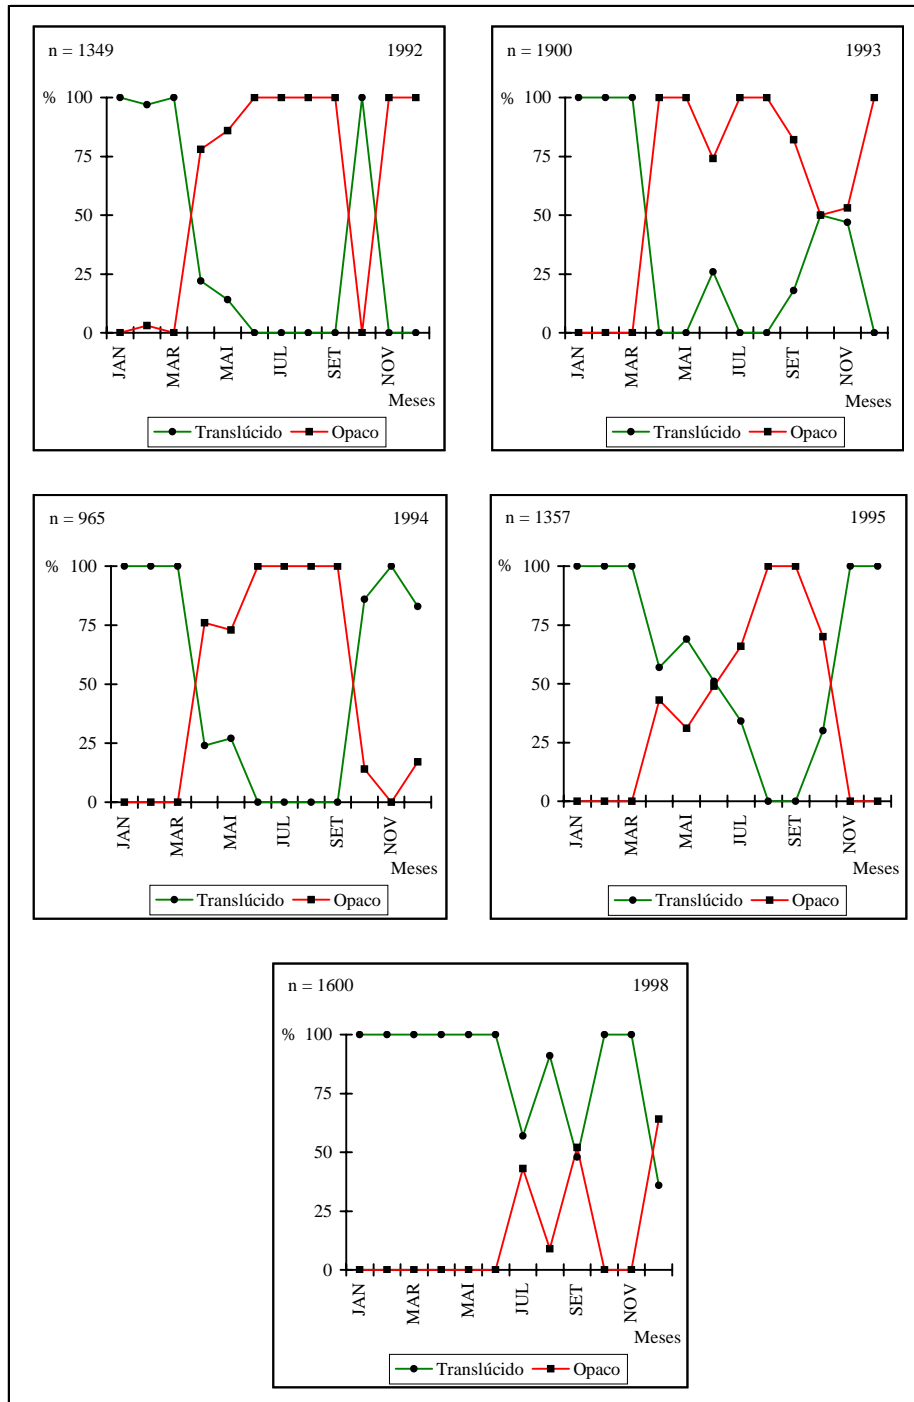 n = 1349 1992
% 100
75
50
25
0
JAN MAR MAI JUL SET NOV
Meses
Translúcido Opaco
n = 1900 1993
% 100
75
50
25
0
JAN MAR MAI JUL SET NOV
Meses
Translúcido Opaco
n = 965 1994
% 100
75
50
25
0
JAN MAR MAI JUL SET NOV
Meses
Translúcido Opaco
n = 1357 1995
% 100
75
50
25
0
JAN MAR MAI JUL SET NOV
Meses
Translúcido Opaco
n = 1600 1998
% 100
75
50
25
0
JAN MAR MAI JUL SET NOV
Meses
Translúcido Opaco